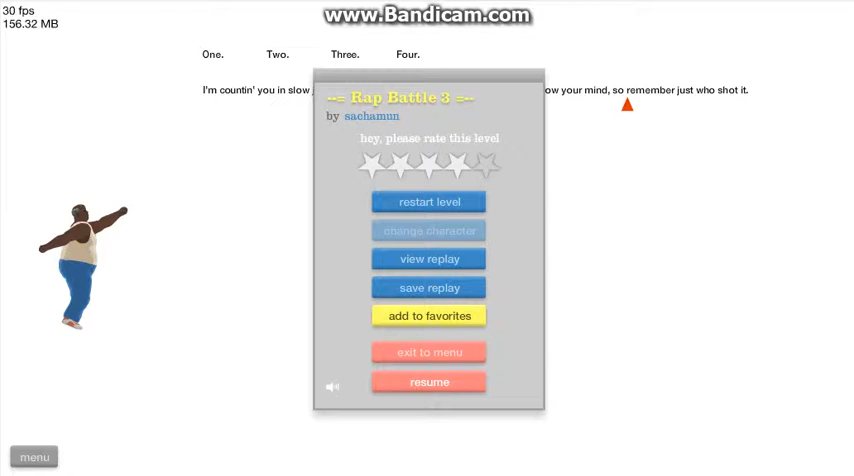 30 fps
156.32 MB
www.Bandicam.com
One. Two. Three. Four.
I'm countin' you in slow
ow your mind, so remember just who shot it.
--= Rap Battle 3 =--
by sachamun
hey, please rate this level
restart level
change character
view replay
save replay
add to favorites
exit to menu
resume
menu